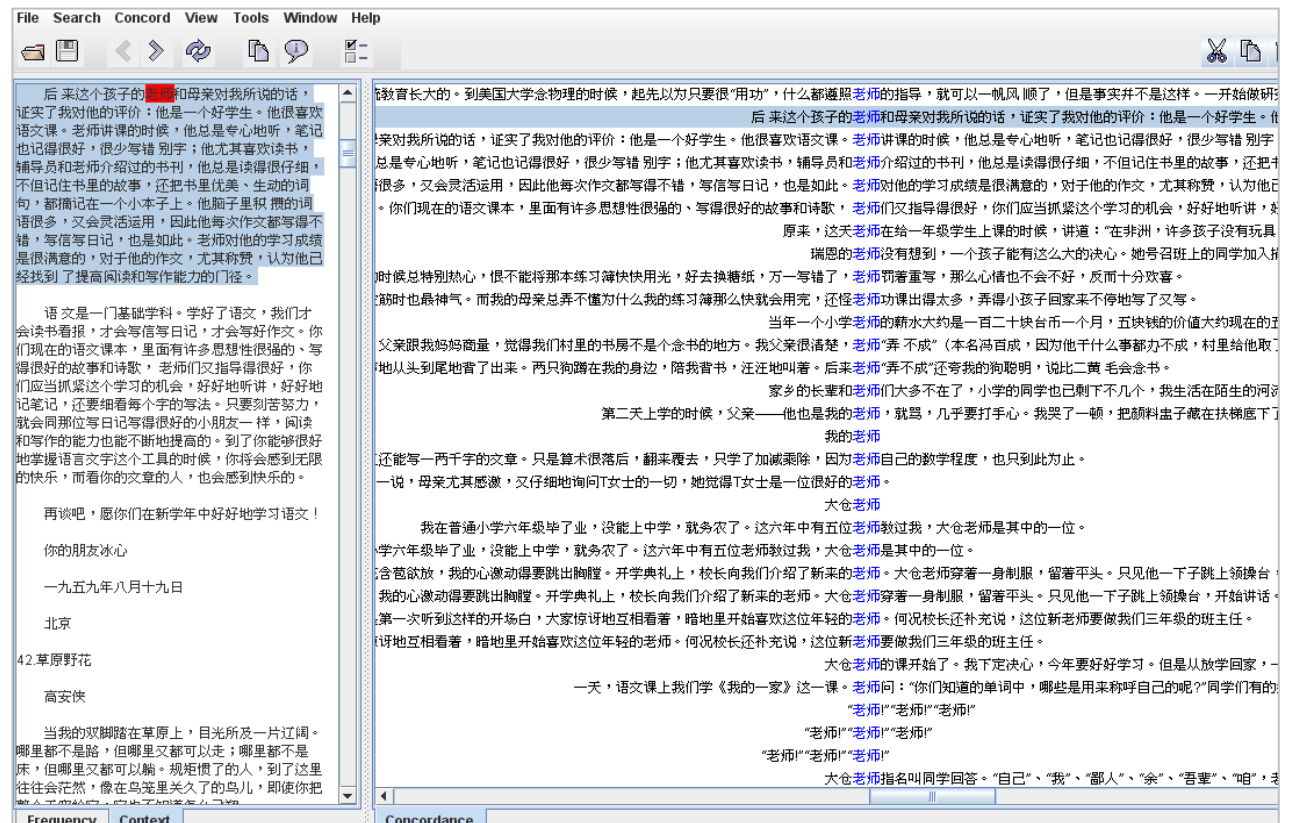 File Search Concord View Tools Window Help
后 来这个孩子的老师和母亲对我所说的话，
证实了我对他的评价：他是一个好学生。他很喜欢
语文课。老师讲课的时候，他总是专心地听，笔记
也记得很好，很少写错 别字；他尤其喜欢读书，
辅导员和老师介绍过的书刊，他总是读得很仔细，
不但记住书里的故事，还把书里优美、生动的词
句，都摘记在一个小本子上。他脑子里积 攒的词
语很多，又会灵活运用，因此他每次作文都写得不
错，写信写日记，也是如此。老师对他的学习成绩
是很满意的，对于他的作文，尤其称赞，认为他已
经找到 了提高阅读和写作能力的门径。
语 文是一门基础学科。学好了语文，我们才
会读书看报，才会写信写日记，才会写好作文。你
们现在的语文课本，里面有许多思想性很强的、写
得很好的故事和诗歌， 老师们又指导得很好，你
们应当抓紧这个学习的机会，好好地听讲，好好地
记笔记，还要细看每个字的写法。只要刻苦努力，
就会同那位写日记写得很好的小朋友一 样，阅读
和写作的能力也能不断地提高的。到了你能够很好
地掌握语言文字这个工具的时候，你将会感到无限
的快乐，而看你的文章的人，也会感到快乐的。
再谈吧，愿你们在新学年中好好地学习语文！
你的朋友冰心
一九五九年八月十九日
北京
42.草原野花
高安侠
当我的双脚踏在草原上，目光所及一片辽阔。
哪里都不是路，但哪里又都可以走；哪里都不是
床，但哪里又都可以躺。规矩惯了的人，到了这里
往往会茫然，像在鸟笼里关久了的鸟儿，即使你把
Frequency Context
教育长大的。到美国大学念物理的时候，起先以为只要很“用功”，什么都遵照老师的指导，就可以一帆风 顺了，但是事实并不是这样。一开始做研
后 来这个孩子的老师和母亲对我所说的话，证实了我对他的评价：他是一个好学生。
亲对我所说的话，证实了我对他的评价：他是一个好学生。他很喜欢语文课。老师讲课的时候，他总是专心地听，笔记也记得很好，很少写错 别字
总是专心地听，笔记也记得很好，很少写错 别字；他尤其喜欢读书，辅导员和老师介绍过的书刊，他总是读得很仔细，不但记住书里的故事，还把
很多，又会灵活运用，因此他每次作文都写得不错，写信写日记，也是如此。老师对他的学习成绩是很满意的，对于他的作文，尤其称赞，认为他
。你们现在的语文课本，里面有许多思想性很强的、写得很好的故事和诗歌， 老师们又指导得很好，你们应当抓紧这个学习的机会，好好地听讲，
原来，这天老师在给一年级学生上课的时候，讲道：“在非洲，许多孩子没有玩具
瑞恩的老师没有想到，一个孩子能有这么大的决心。她号召班上的同学加入
的时候总特别热心，恨不能将那本练习簿快快用光，好去换糖纸，万一写错了，老师罚着重写，那么心情也不会不好，反而十分欢喜。
筋时也最神气。而我的母亲总弄不懂为什么我的练习簿那么快就会用完，还怪老师功课出得太多，弄得小孩子回家来不停地写了又写。
当年一个小学老师的薪水大约是一百二十块台币一个月，五块钱的价值大约现在的
父亲跟我妈妈商量，觉得我们村里的书房不是个念书的地方。我父亲很清楚，老师“弄 不成”（本名冯百成，因为他干什么事都办不成，村里给他取
地从头到尾地背了出来。两只狗蹲在我的身边，陪我背书，汪汪地叫着。后来老师“弄不成”还夸我的狗聪明，说比二黄 毛会念书。
家乡的长辈和老师们大多不在了，小学的同学也已剩下不几个，我生活在陌生的河
第二天上学的时候，父亲——他也是我的老师，就骂，几乎要打手心。我哭了一顿，把颜料盅子藏在扶梯底下
我的老师
还能写一两千字的文章。只是算术很落后，翻来覆去，只学了加减乘除，因为老师自己的数学程度，也只到此为止。
一说，母亲尤其感激，又仔细地询问T女士的一切，她觉得T女士是一位很好的老师。
大仓老师
我在普通小学六年级毕了业，没能上中学，就务农了。这六年中有五位老师教过我，大仓老师是其中的一位。
学六年级毕了业，没能上中学，就务农了。这六年中有五位老师教过我，大仓老师是其中的一位。
含苞欲放，我的心激动得要跳出胸膛。开学典礼上，校长向我们介绍了新来的老师。大仓老师穿着一身制服，留着平头。只见他一下子跳上领操台
我的心激动得要跳出胸膛。开学典礼上，校长向我们介绍了新来的老师。大仓老师穿着一身制服，留着平头。只见他一下子跳上领操台，开始讲话。
第一次听到这样的开场白，大家惊讶地互相看着，暗地里开始喜欢这位年轻的老师。何况校长还补充说，这位新老师要做我们三年级的班主任。
讶地互相看着，暗地里开始喜欢这位年轻的老师。何况校长还补充说，这位新老师要做我们三年级的班主任。
大仓老师的课开始了。我下定决心，今年要好好学习。但是从放学回家，一
一天，语文课上我们学《我的一家》这一课。老师问：“你们知道的单词中，哪些是用来称呼自己的呢?”同学们有的
“老师!”“老师!”“老师!”
“老师!”“老师!”“老师!”
“老师!”“老师!”“老师!”
大仓老师指名叫同学回答。“自己”、“我”、“鄙人”、“余”、“吾辈”、“咱”，
Concordance